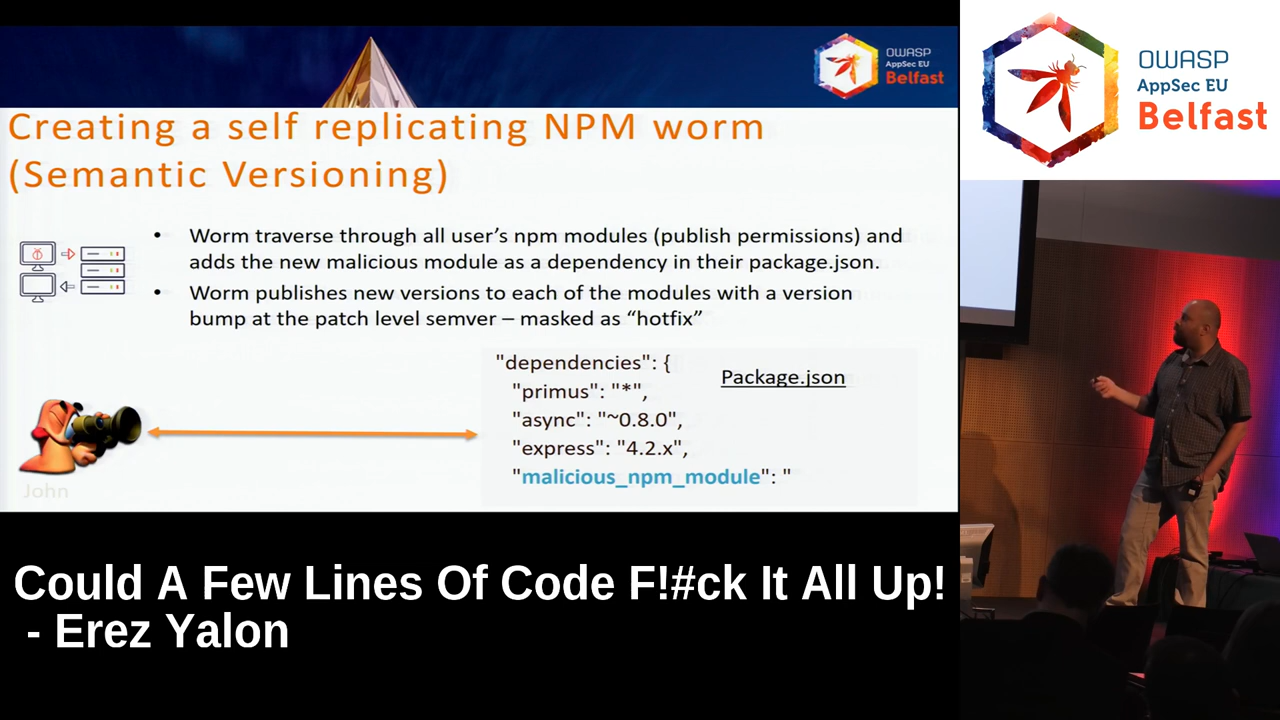 OWASP
AppSec EU
Belfast
Creating a self replicating NPM worm
(Semantic Versioning)
• Worm traverse through all user’s npm modules (publish permissions) and
adds the new malicious module as a dependency in their package.json.
• Worm publishes new versions to each of the modules with a version
bump at the patch level semver – masked as “hotfix”
"dependencies": {
Package.json
"primus": "*",
"async": "~0.8.0",
"express": "4.2.x",
"malicious_npm_module": "
John
OWASP
AppSec EU
Belfast
Could A Few Lines Of Code F!#ck It All Up!
- Erez Yalon